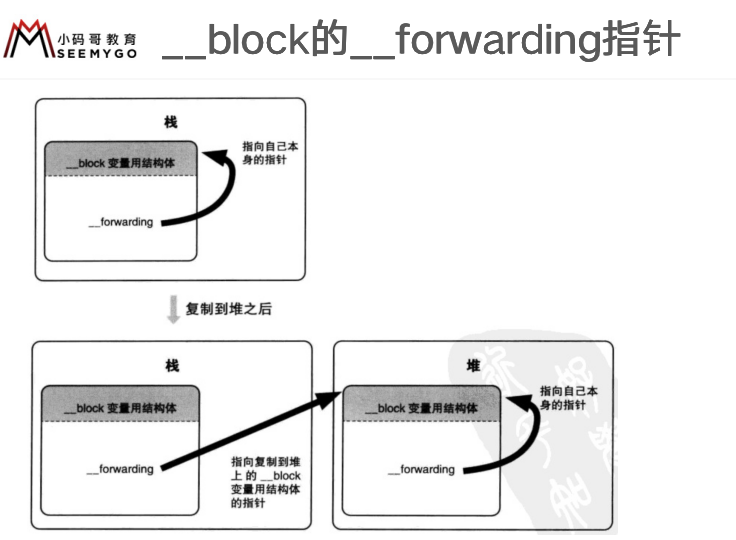 小码哥教育
SEEMYGO
__block的__forwarding指针
栈
__block 变量用结构体
指向自己本
身的指针
__forwarding
复制到堆之后
栈
__block 变量用结构体
__forwarding
指向复制到堆
上 的 __block
变量用结构体
的指针
堆
__block 变量用结构体
指向自己本
身的指针
__forwarding